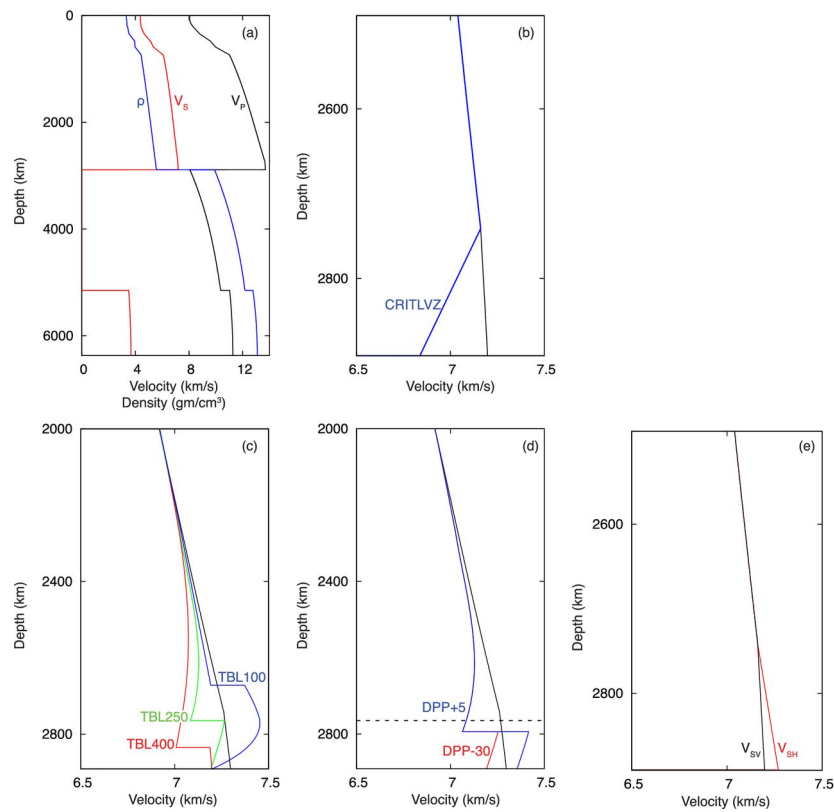 (a)
0
2000
4000
6000
Depth (km)
ρ
VS
VP
0 4 8 12
Velocity (km/s)
Density (gm/cm³)
(b)
2600
2800
Depth (km)
CRITLVZ
6.5 7 7.5
Velocity (km/s)
(c)
2000
2400
2800
Depth (km)
TBL100
TBL250
TBL400
6.5 7 7.5
Velocity (km/s)
(d)
2000
2400
2800
Depth (km)
DPP+5
DPP-30
6.5 7 7.5
Velocity (km/s)
(e)
2600
2800
Depth (km)
VSV VSH
6.5 7 7.5
Velocity (km/s)